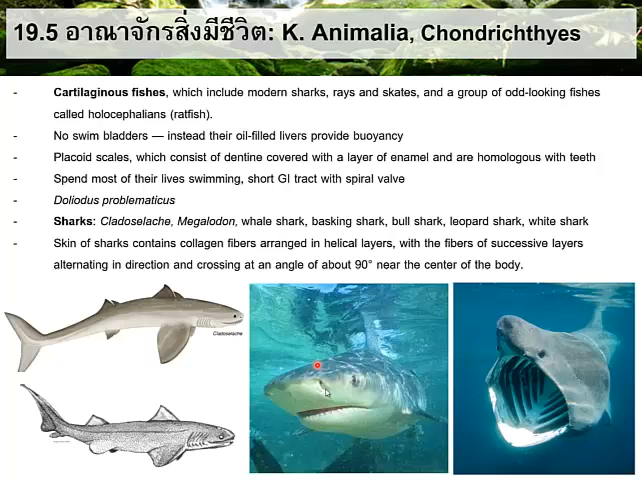 19.5 อาณาจักรสิ่งมีชีวิต: K. Animalia, Chondrichthyes
- Cartilaginous fishes, which include modern sharks, rays and skates, and a group of odd-looking fishes
called holocephalians (ratfish).
- No swim bladders — instead their oil-filled livers provide buoyancy
- Placoid scales, which consist of dentine covered with a layer of enamel and are homologous with teeth
- Spend most of their lives swimming, short GI tract with spiral valve
- Doliodus problematicus
- Sharks: Cladoselache, Megalodon, whale shark, basking shark, bull shark, leopard shark, white shark
- Skin of sharks contains collagen fibers arranged in helical layers, with the fibers of successive layers
alternating in direction and crossing at an angle of about 90° near the center of the body.
Cladoselache